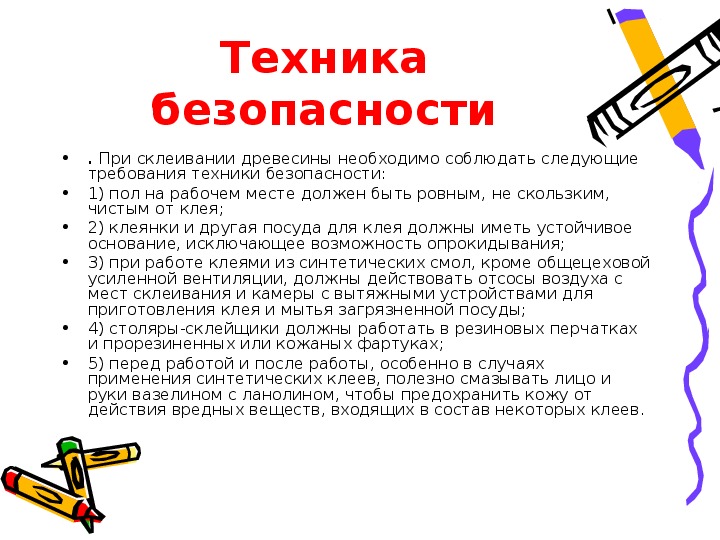 Техника
безопасности
• . При склеивании древесины необходимо соблюдать следующие
требования техники безопасности:
• 1) пол на рабочем месте должен быть ровным, не скользким,
чистым от клея;
• 2) клеянки и другая посуда для клея должны иметь устойчивое
основание, исключающее возможность опрокидывания;
• 3) при работе клеями из синтетических смол, кроме общецеховой
усиленной вентиляции, должны действовать отсосы воздуха с
мест склеивания и камеры с вытяжными устройствами для
приготовления клея и мытья загрязненной посуды;
• 4) столяры-склейщики должны работать в резиновых перчатках
и прорезиненных или кожаных фартуках;
• 5) перед работой и после работы, особенно в случаях
применения синтетических клеев, полезно смазывать лицо и
руки вазелином с ланолином, чтобы предохранить кожу от
действия вредных веществ, входящих в состав некоторых клеев.